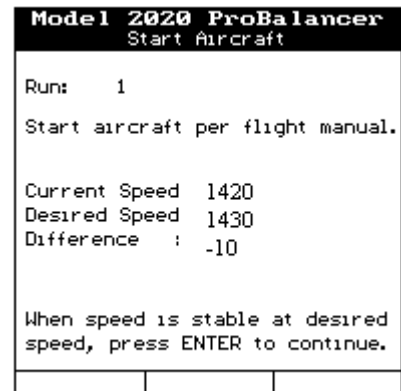 Model 2020 ProBalancer
Start Aircraft
Run: 1
Start aircraft per flight manual.
Current Speed 1420
Desired Speed 1430
Difference : -10
When speed is stable at desired
speed, press ENTER to continue.